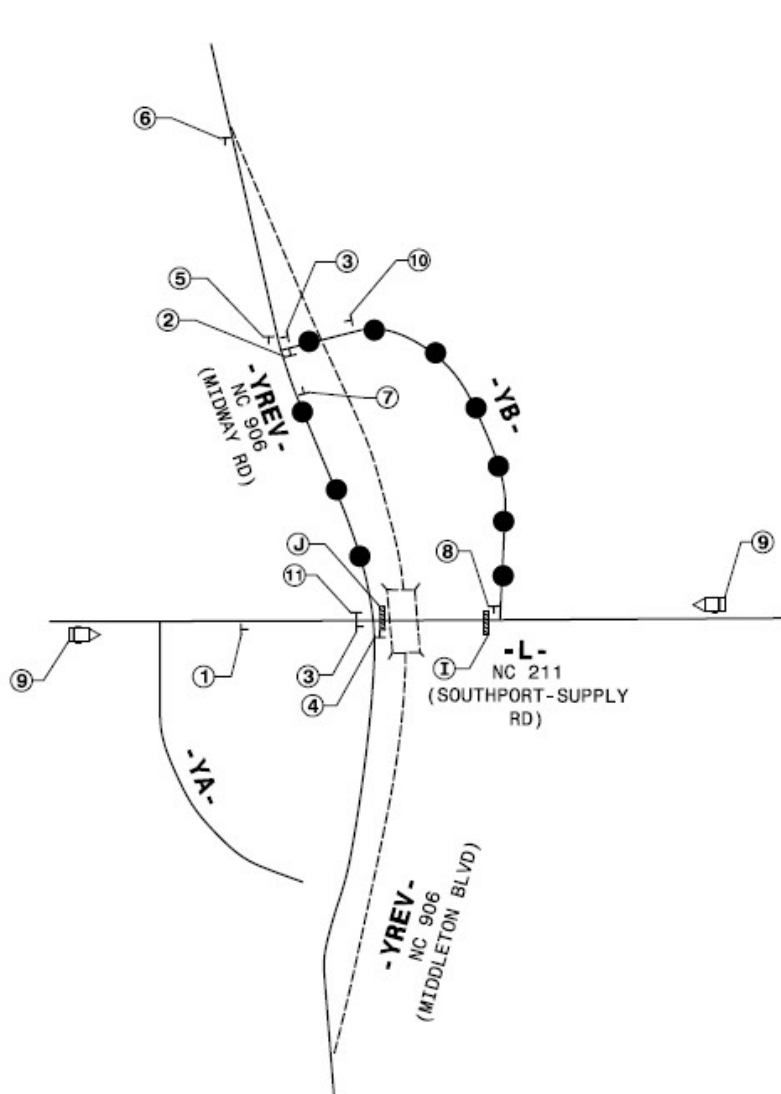 6
3
10
5
2
-YREV-
NC 906
(MIDWAY RD)
7
-YB-
J
8
9
11
9
1
3
4
I
-L-
NC 211
(SOUTHPORT-SUPPLY
RD)
-YA-
-YREV-
NC 906
(MIDDLETON BLVD)